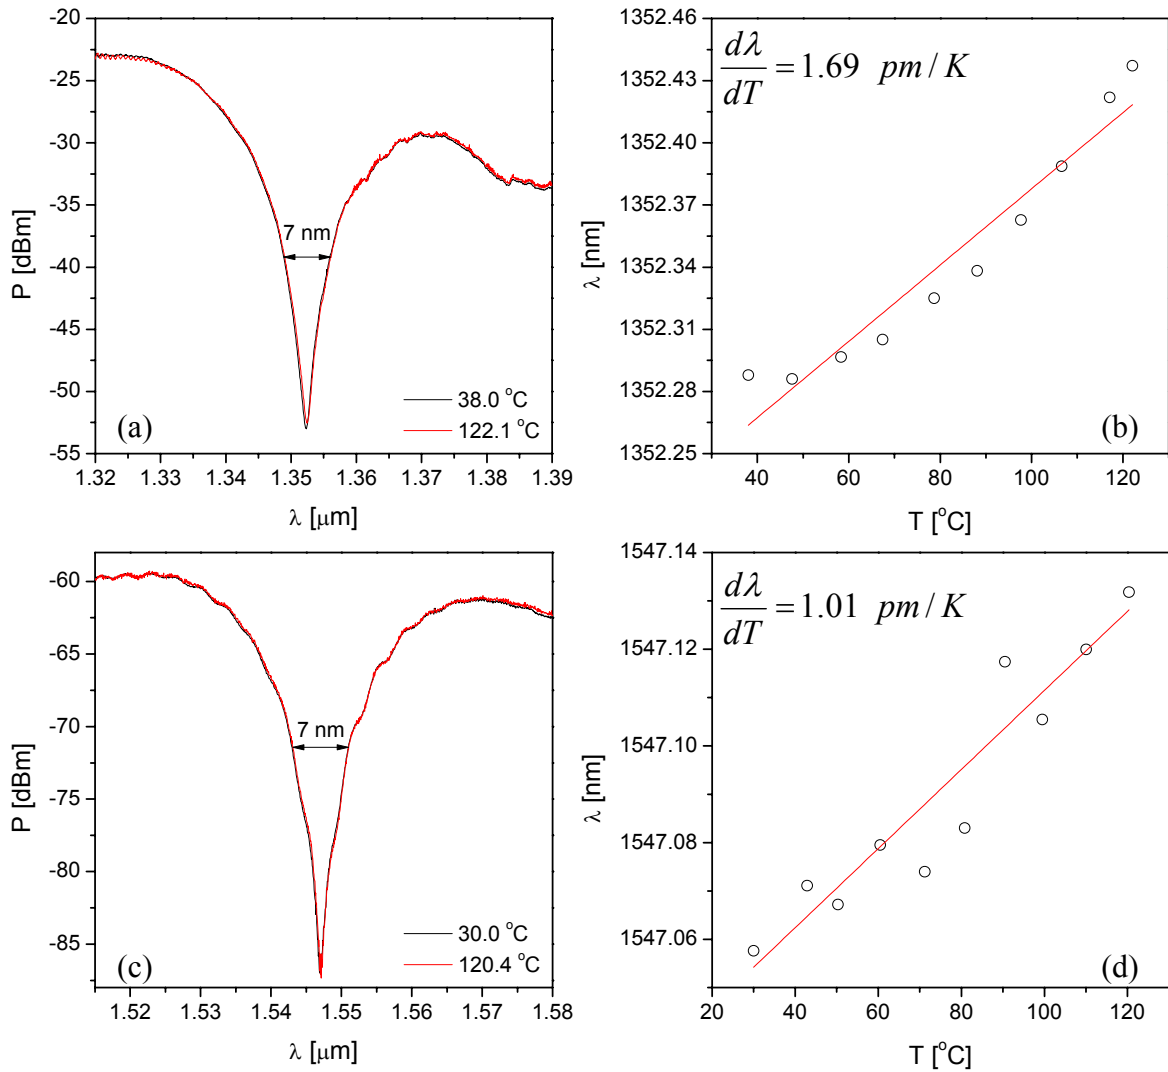 -20
-25
-30
-35
-40
-45
-50
-55
P [dBm]
7 nm
38.0 °C
122.1 °C
(a)
1.32 1.33 1.34 1.35 1.36 1.37 1.38 1.39
λ [μm]
1352.46
1352.43
1352.40
1352.37
1352.34
1352.31
1352.28
1352.25
λ [nm]
dλ/dT = 1.69 pm / K
(b)
40 60 80 100 120
T [°C]
-60
-65
-70
-75
-80
-85
P [dBm]
7 nm
30.0 °C
120.4 °C
(c)
1.52 1.53 1.54 1.55 1.56 1.57 1.58
λ [μm]
1547.14
1547.12
1547.10
1547.08
1547.06
λ [nm]
dλ/dT = 1.01 pm / K
(d)
20 40 60 80 100 120
T [°C]